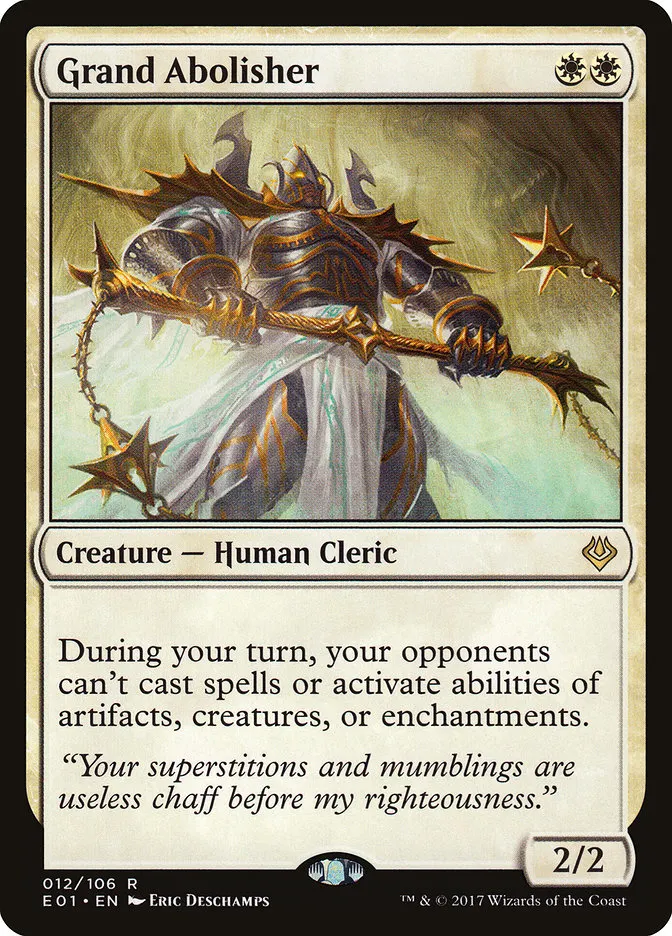 Grand Abolisher
Creature — Human Cleric
During your turn, your opponents
can't cast spells or activate abilities of
artifacts, creatures, or enchantments.
“Your superstitions and mumblings are
useless chaff before my righteousness.”
2/2
012/106 R
E01 • EN Eric Deschamps
™ & © 2017 Wizards of the Coast